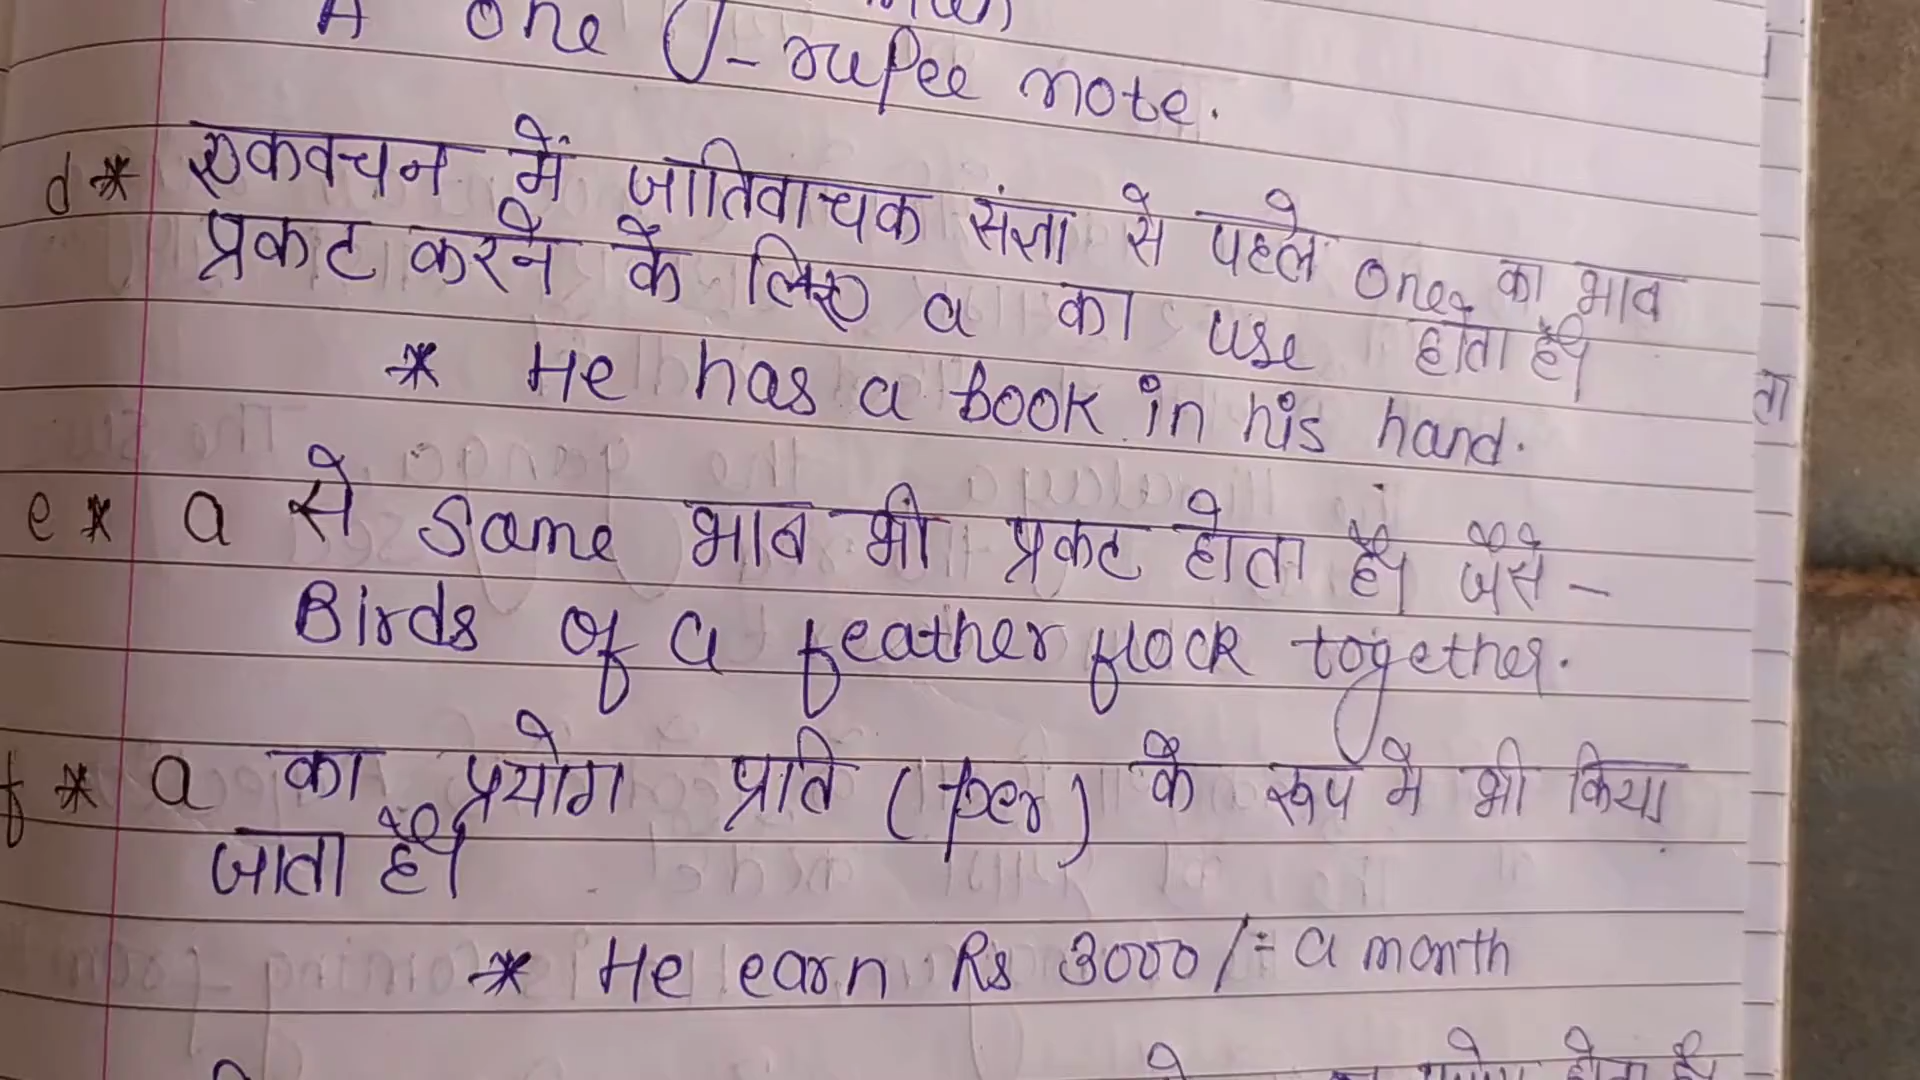 A one - rupee note.
d* एकवचन में जातिवाचक संज्ञा से पहले one का भाव
प्रकट करने के लिए a का use होता है।
* He has a book in his hand.
e* a से same भाव भी प्रकट होता है। जैसे -
Birds of a feather flock together.
f* a का प्रयोग प्रति (per) के रूप मे भी किया
जाता है।
* He earn Rs 3000/= a month